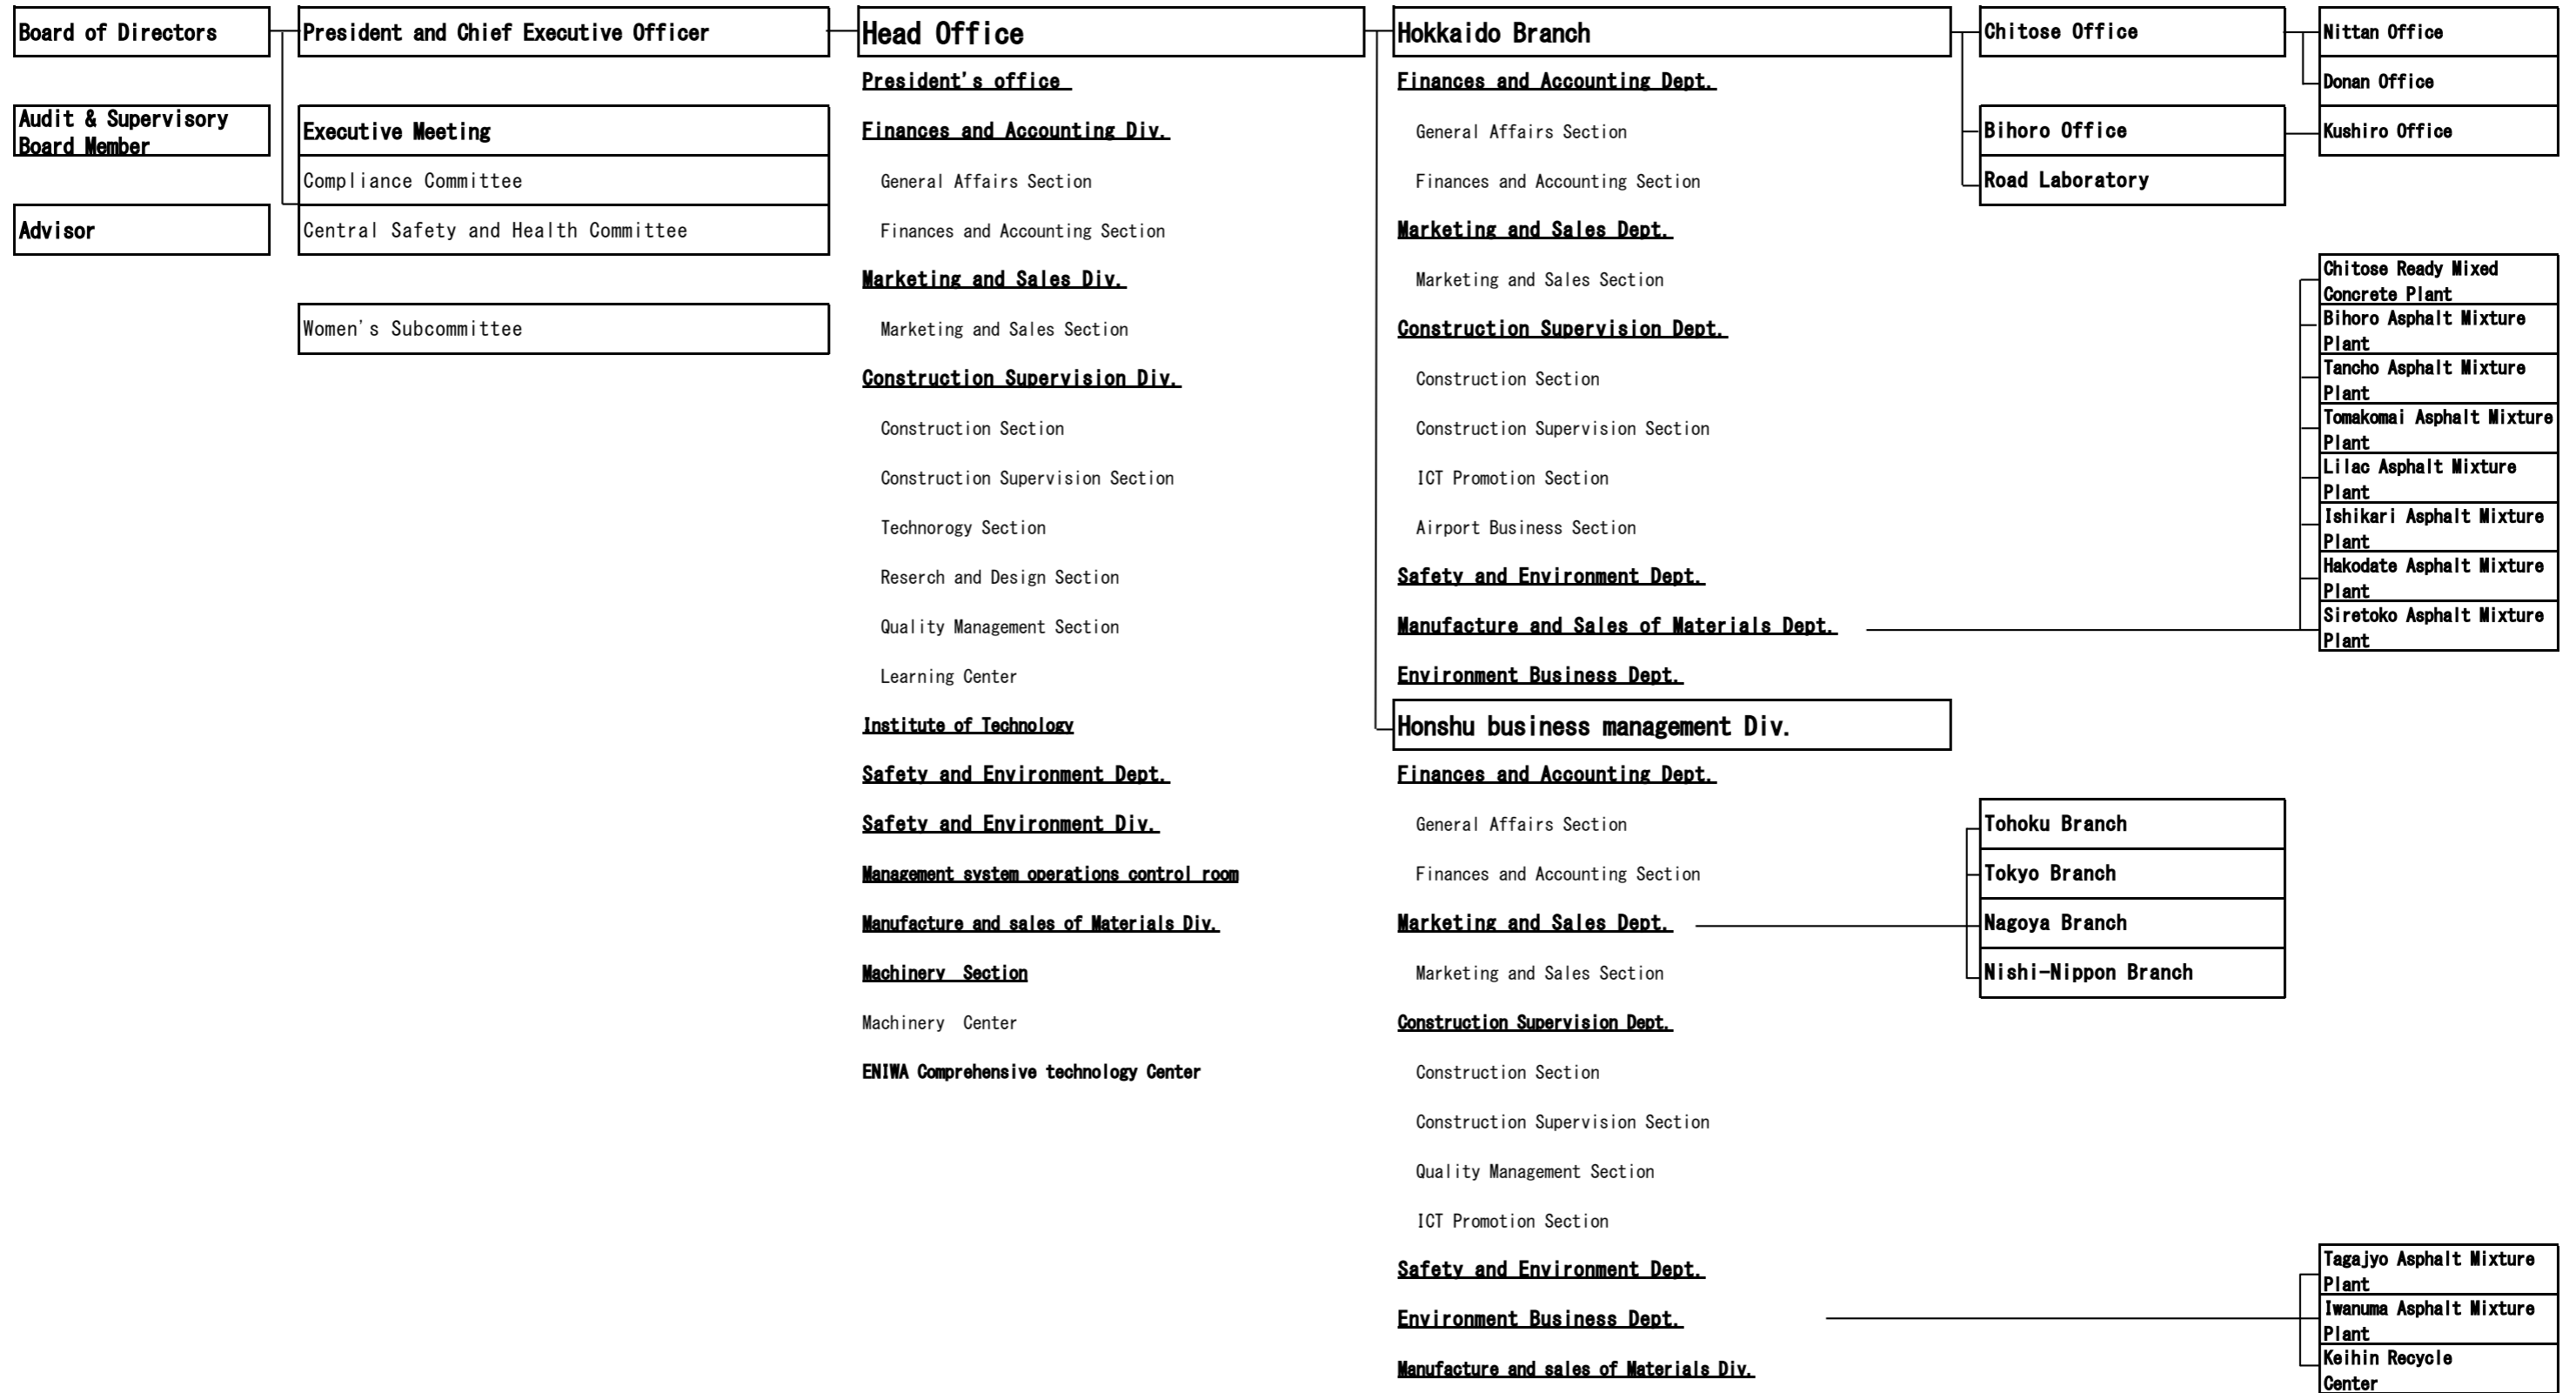 Board of Directors
Audit & Supervisory
Board Member
Advisor
President and Chief Executive Officer
Executive Meeting
Compliance Committee
Central Safety and Health Committee
Women's Subcommittee
Head Office
President's office
Finances and Accounting Div.
General Affairs Section
Finances and Accounting Section
Marketing and Sales Div.
Marketing and Sales Section
Construction Supervision Div.
Construction Section
Construction Supervision Section
Technorogy Section
Reserch and Design Section
Quality Management Section
Learning Center
Institute of Technology
Safety and Environment Dept.
Safety and Environment Div.
Management system operations control room
Manufacture and sales of Materials Div.
Machinery Section
Machinery Center
ENIWA Comprehensive technology Center
Hokkaido Branch
Finances and Accounting Dept.
General Affairs Section
Finances and Accounting Section
Marketing and Sales Dept.
Marketing and Sales Section
Construction Supervision Dept.
Construction Section
Construction Supervision Section
ICT Promotion Section
Airport Business Section
Safety and Environment Dept.
Manufacture and Sales of Materials Dept.
Environment Business Dept.
Honshu business management Div.
Finances and Accounting Dept.
General Affairs Section
Finances and Accounting Section
Marketing and Sales Dept.
Marketing and Sales Section
Construction Supervision Dept.
Construction Section
Construction Supervision Section
Quality Management Section
ICT Promotion Section
Safety and Environment Dept.
Environment Business Dept.
Manufacture and sales of Materials Div.
Chitose Office
Bihoro Office
Road Laboratory
Tohoku Branch
Tokyo Branch
Nagoya Branch
Nishi-Nippon Branch
Nittan Office
Donan Office
Kushiro Office
Chitose Ready Mixed
Concrete Plant
Bihoro Asphalt Mixture
Plant
Tancho Asphalt Mixture
Plant
Tomakomai Asphalt Mixture
Plant
Lilac Asphalt Mixture
Plant
Ishikari Asphalt Mixture
Plant
Hakodate Asphalt Mixture
Plant
Siretoko Asphalt Mixture
Plant
Tagajyo Asphalt Mixture
Plant
Iwanuma Asphalt Mixture
Plant
Keihin Recycle
Center